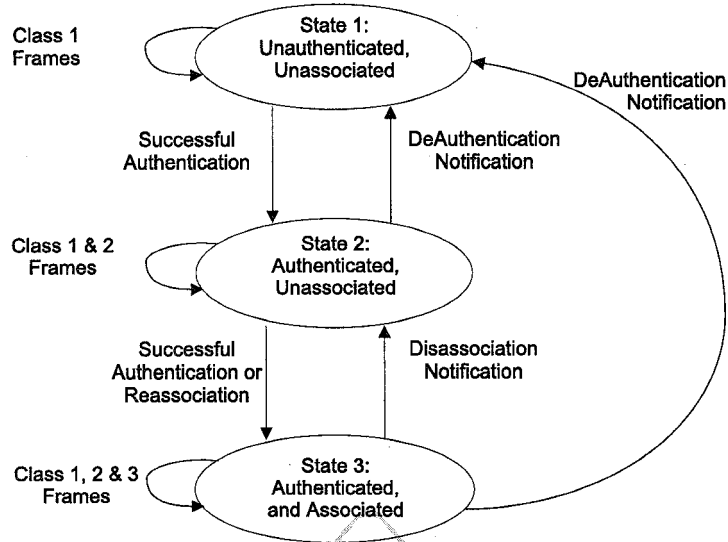 State 1:
Unauthenticated,
Unassociated
Class 1
Frames
DeAuthentication
Notification
Successful
Authentication
DeAuthentication
Notification
State 2:
Authenticated,
Unassociated
Class 1 & 2
Frames
Successful
Authentication or
Reassociation
Disassociation
Notification
State 3:
Authenticated,
and Associated
Class 1, 2 & 3
Frames